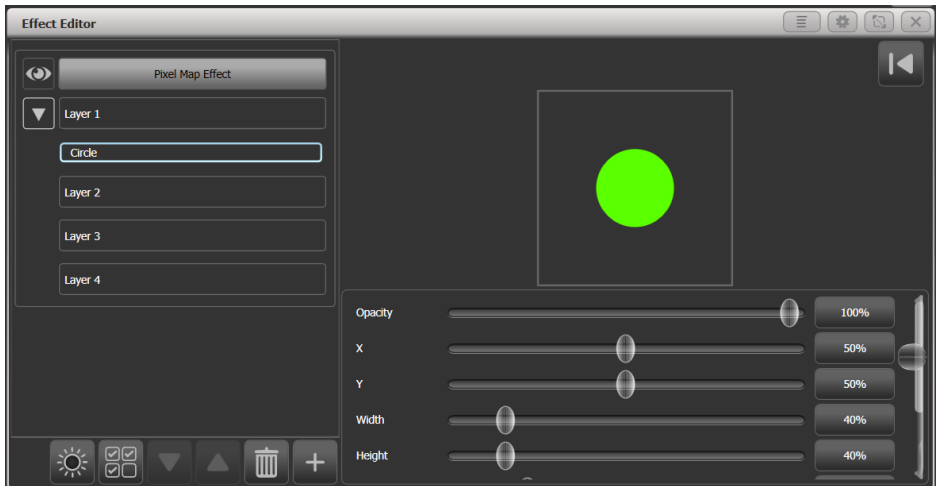 Effect Editor
Pixel Map Effect
Layer 1
Circle
Layer 2
Layer 3
Layer 4
Opacity 100%
X 50%
Y 50%
Width 40%
Height 40%